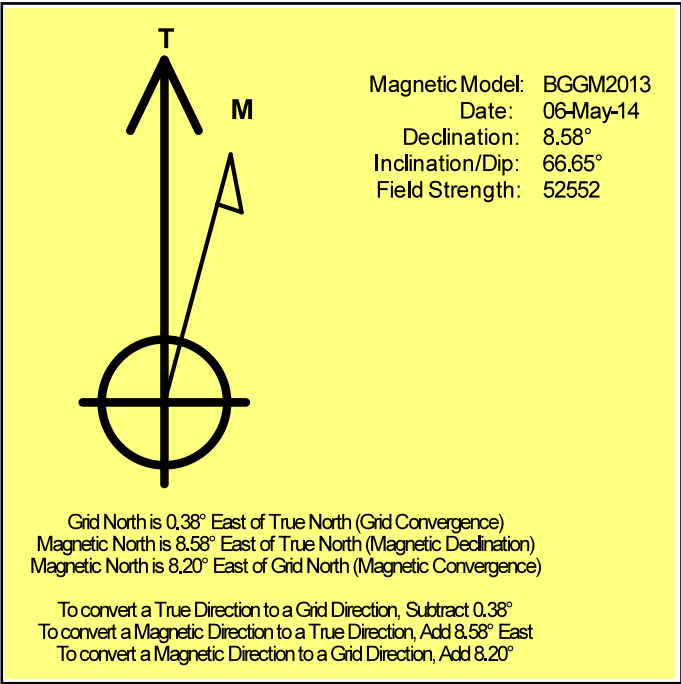 T
M
Magnetic Model: BGGM2013
Date: 06-May-14
Declination: 8.58°
Inclination/Dip: 66.65°
Field Strength: 52552
Grid North is 0.38° East of True North (Grid Convergence)
Magnetic North is 8.58° East of True North (Magnetic Declination)
Magnetic North is 8.20° East of Grid North (Magnetic Convergence)
To convert a True Direction to a Grid Direction, Subtract 0.38°
To convert a Magnetic Direction to a True Direction, Add 8.58° East
To convert a Magnetic Direction to a Grid Direction, Add 8.20°